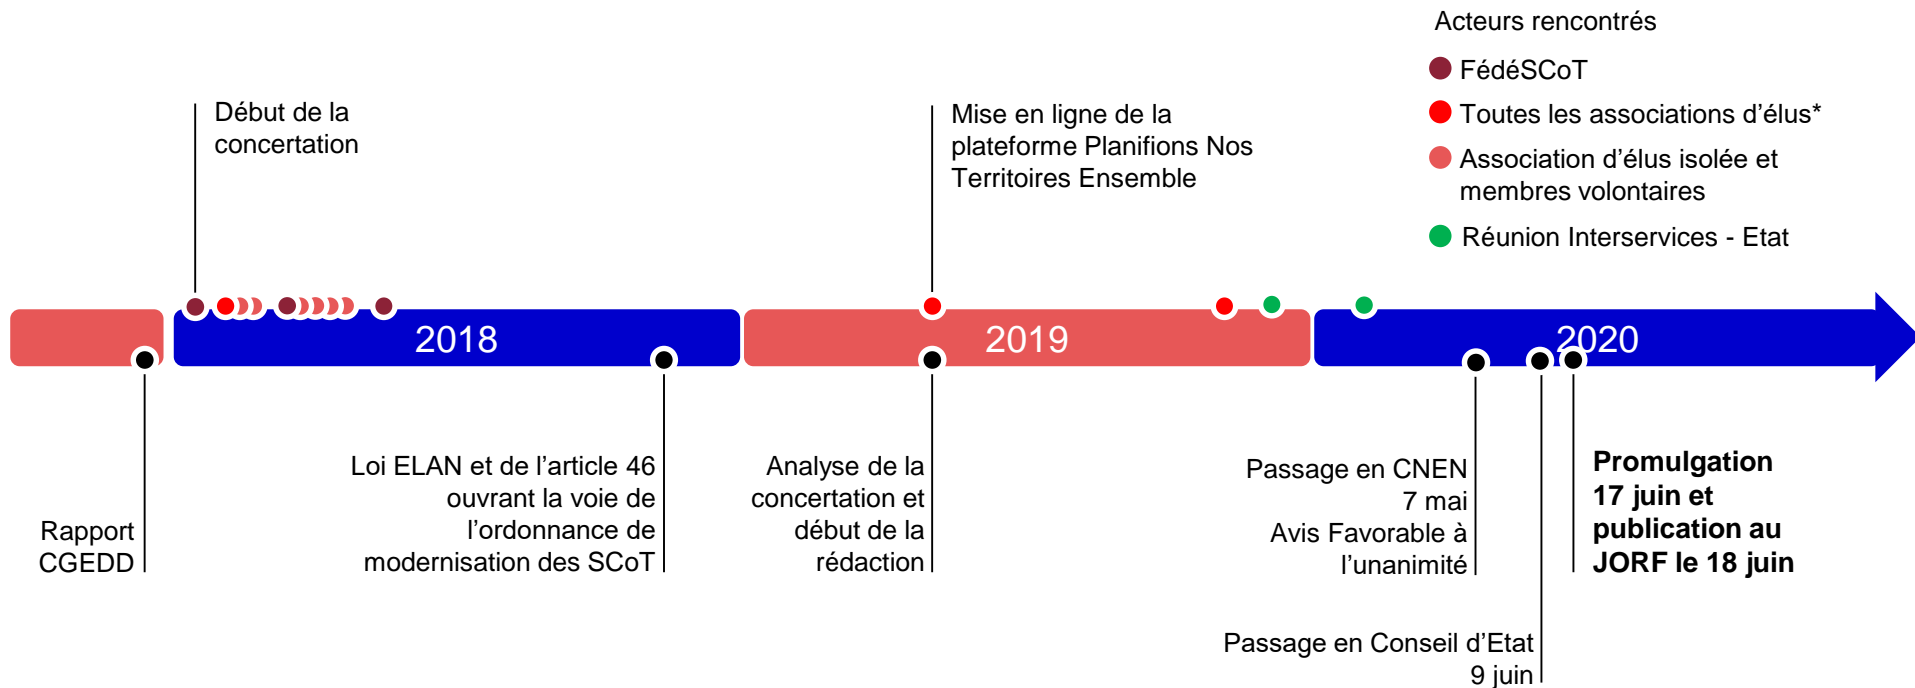 Acteurs rencontrés
FédéSCoT
Toutes les associations d’élus*
Association d’élus isolée et
membres volontaires
Réunion Interservices - Etat
Début de la
concertation
Mise en ligne de la
plateforme Planifions Nos
Territoires Ensemble
2018
2019
2020
Rapport
CGEDD
Loi ELAN et de l’article 46
ouvrant la voie de
l’ordonnance de
modernisation des SCoT
Analyse de la
concertation et
début de la
rédaction
Passage en CNEN
7 mai
Avis Favorable à
l’unanimité
Promulgation
17 juin et
publication au
JORF le 18 juin
Passage en Conseil d’Etat
9 juin